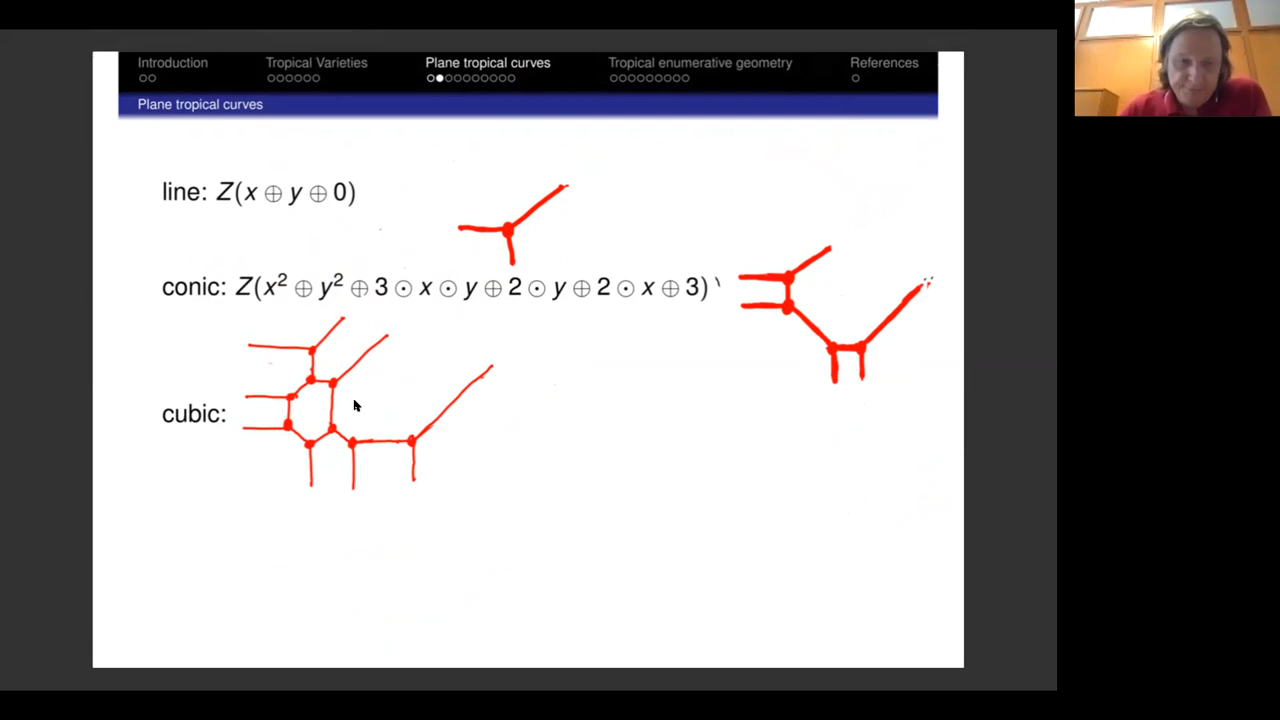 Introduction Tropical Varieties Plane tropical curves Tropical enumerative geometry References
Plane tropical curves
line: Z(x ⊕ y ⊕ 0)
conic: Z(x² ⊕ y² ⊕ 3 ⊙ x ⊙ y ⊕ 2 ⊙ y ⊕ 2 ⊙ x ⊕ 3)
cubic: